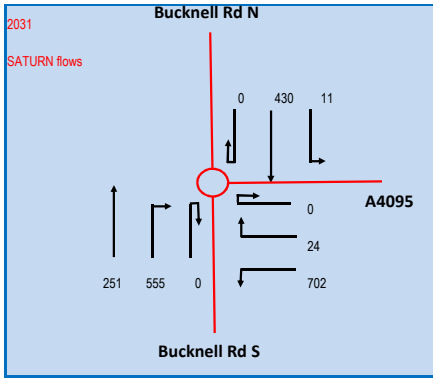 Bucknell Rd N
2031
SATURN flows
0 430 11
A4095
0
24
251 555 0 702
Bucknell Rd S